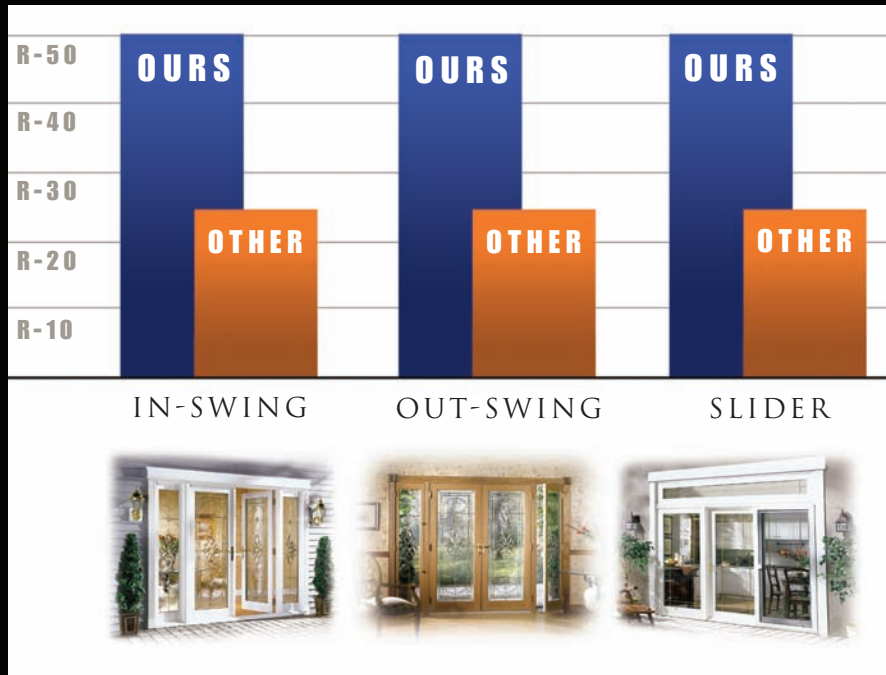 R-50
OURS OURS OURS
R-40
R-30
OTHER OTHER OTHER
R-20
R-10
IN-SWING OUT-SWING SLIDER